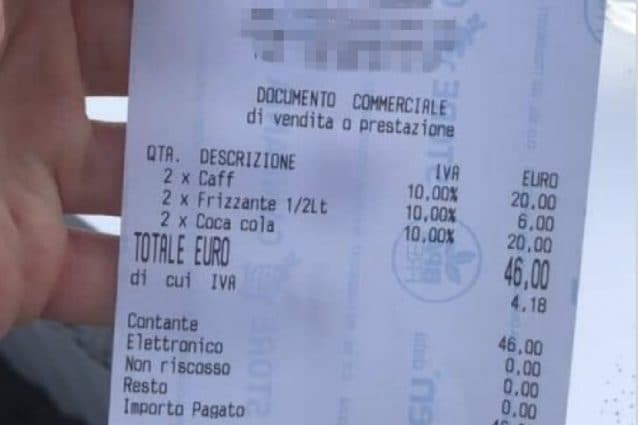 DOCUMENTO COMMERCIALE
di vendita o prestazione
QTA. DESCRIZIONE IVA EURO
2 x Caff 10,00% 20,00
2 x Frizzante 1/2Lt 10,00% 6,00
2 x Coca cola 10,00% 20,00
TOTALE EURO 46,00
di cui IVA 4,18
Contante 46,00
Elettronico 0,00
Non riscosso 0,00
Resto 0,00
Importo Pagato